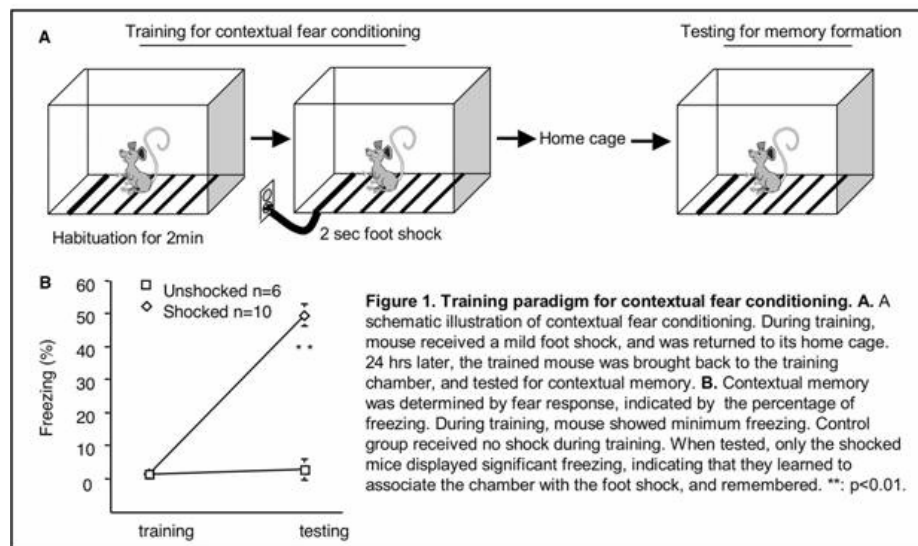 A
Training for contextual fear conditioning
Testing for memory formation
Home cage
Habituation for 2min
2 sec foot shock
B
60
50
40
30
20
10
0
Freezing (%)
Unshocked n=6
Shocked n=10
**
training
testing
Figure 1. Training paradigm for contextual fear conditioning. A. A
schematic illustration of contextual fear conditioning. During training,
mouse received a mild foot shock, and was returned to its home cage.
24 hrs later, the trained mouse was brought back to the training
chamber, and tested for contextual memory. B. Contextual memory
was determined by fear response, indicated by the percentage of
freezing. During training, mouse showed minimum freezing. Control
group received no shock during training. When tested, only the shocked
mice displayed significant freezing, indicating that they learned to
associate the chamber with the foot shock, and remembered. **: p<0.01.